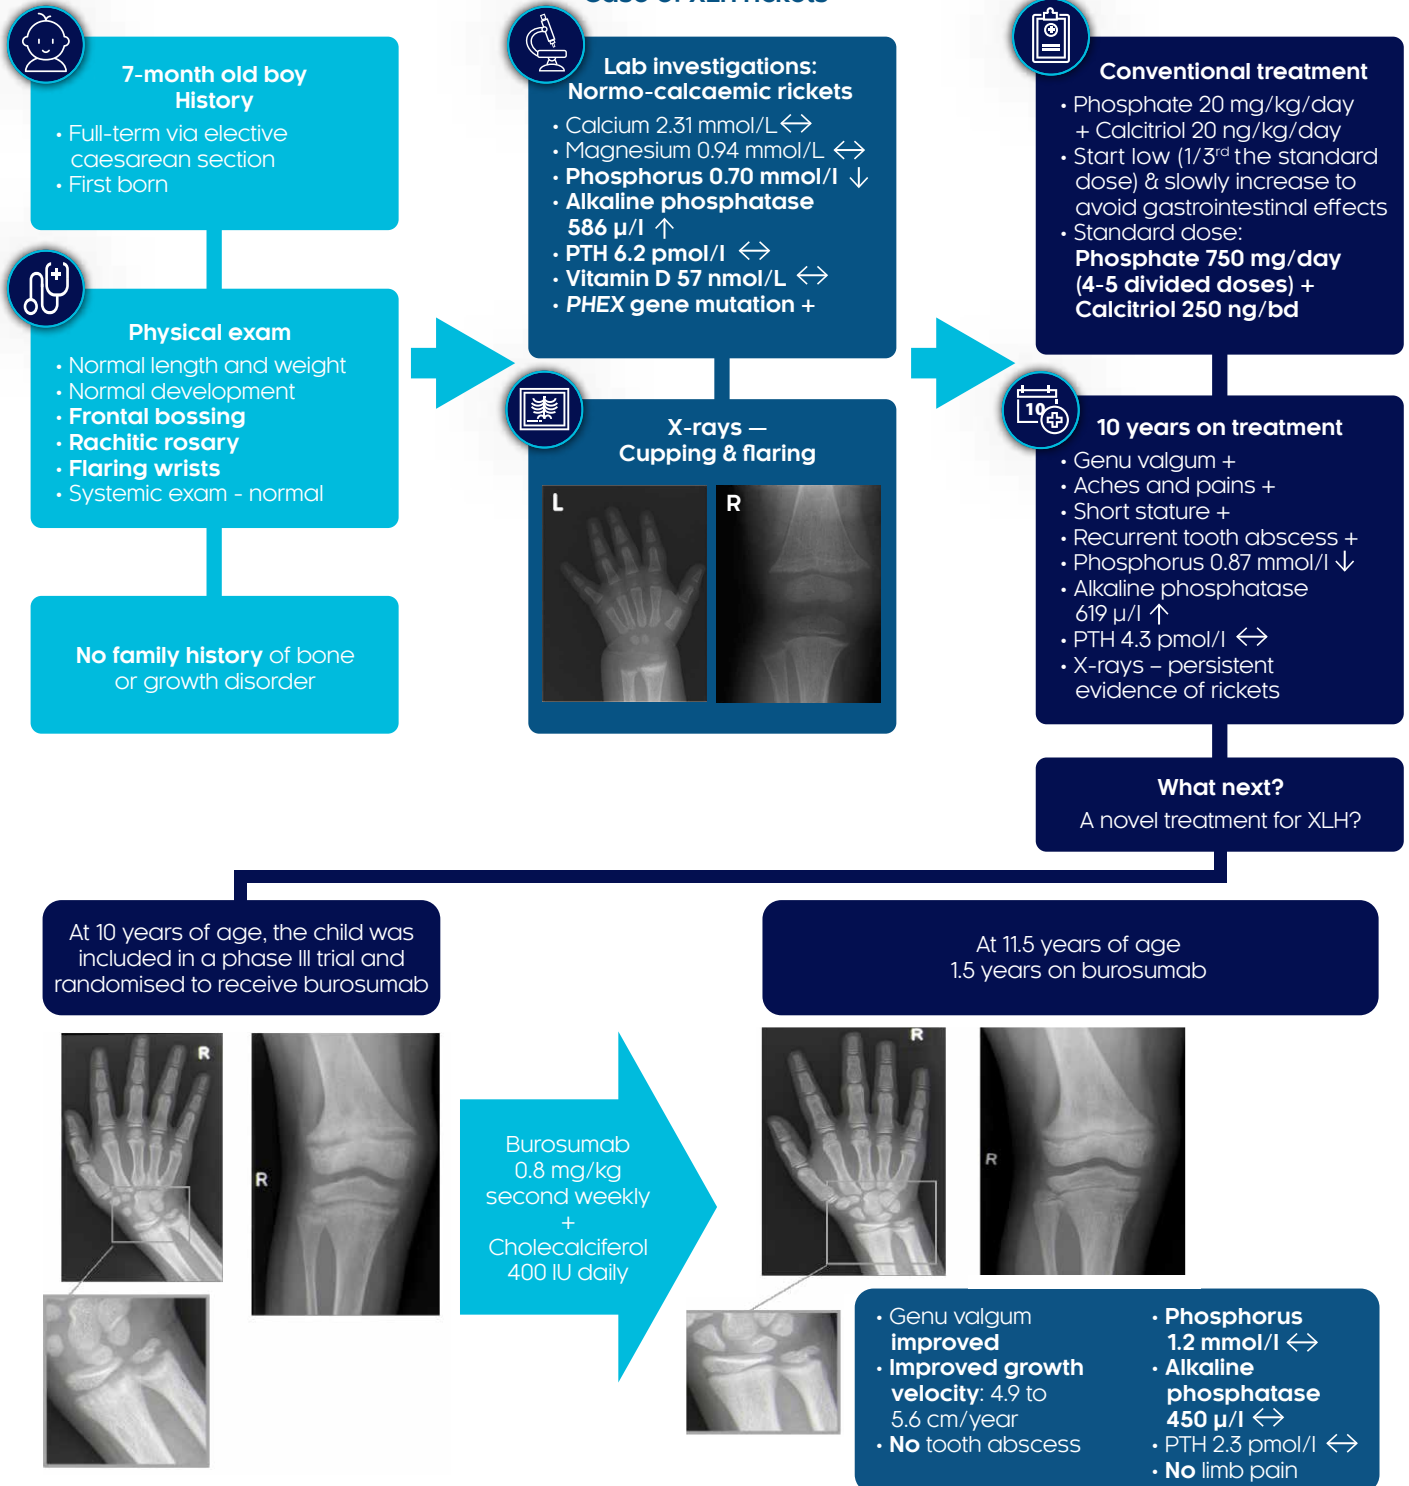 Case of XLH rickets
7-month old boy
History
• Full-term via elective
caesarean section
• First born
Physical exam
• Normal length and weight
• Normal development
• Frontal bossing
• Rachitic rosary
• Flaring wrists
• Systemic exam - normal
No family history of bone
or growth disorder
Lab investigations:
Normo-calcaemic rickets
• Calcium 2.31 mmol/L ↔
• Magnesium 0.94 mmol/L ↔
• Phosphorus 0.70 mmol/l ↓
• Alkaline phosphatase
586 µ/l ↑
• PTH 6.2 pmol/l ↔
• Vitamin D 57 nmol/L ↔
• PHEX gene mutation +
X-rays —
Cupping & flaring
L
R
Conventional treatment
• Phosphate 20 mg/kg/day
+ Calcitriol 20 ng/kg/day
• Start low (1/3rd the standard
dose) & slowly increase to
avoid gastrointestinal effects
• Standard dose:
Phosphate 750 mg/day
(4-5 divided doses) +
Calcitriol 250 ng/bd
10
10 years on treatment
• Genu valgum +
• Aches and pains +
• Short stature +
• Recurrent tooth abscess +
• Phosphorus 0.87 mmol/l ↓
• Alkaline phosphatase
619 µ/l ↑
• PTH 4.3 pmol/l ↔
• X-rays – persistent
evidence of rickets
What next?
A novel treatment for XLH?
At 10 years of age, the child was
included in a phase III trial and
randomised to receive burosumab
R
R
Burosumab
0.8 mg/kg
second weekly
+
Cholecalciferol
400 IU daily
At 11.5 years of age
1.5 years on burosumab
R
R
• Genu valgum
improved
• Improved growth
velocity: 4.9 to
5.6 cm/year
• No tooth abscess
• Phosphorus
1.2 mmol/l ↔
• Alkaline
phosphatase
450 µ/l ↔
• PTH 2.3 pmol/l ↔
• No limb pain